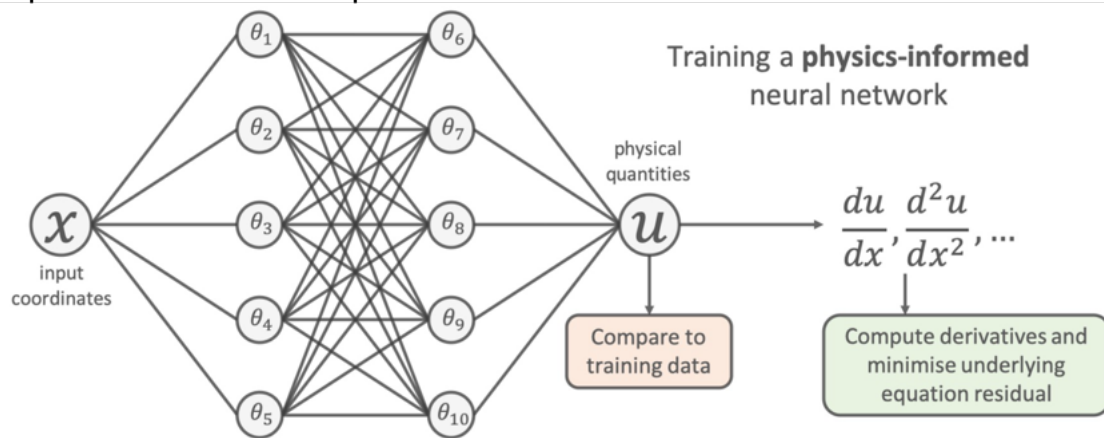 Training a physics-informed
neural network
θ₁
θ₂
θ₃
θ₄
θ₅
θ₆
θ₇
θ₈
θ₉
θ₁₀
x
input
coordinates
physical
quantities
u
du/dx, d²u/dx², ...
Compare to
training data
Compute derivatives and
minimise underlying
equation residual